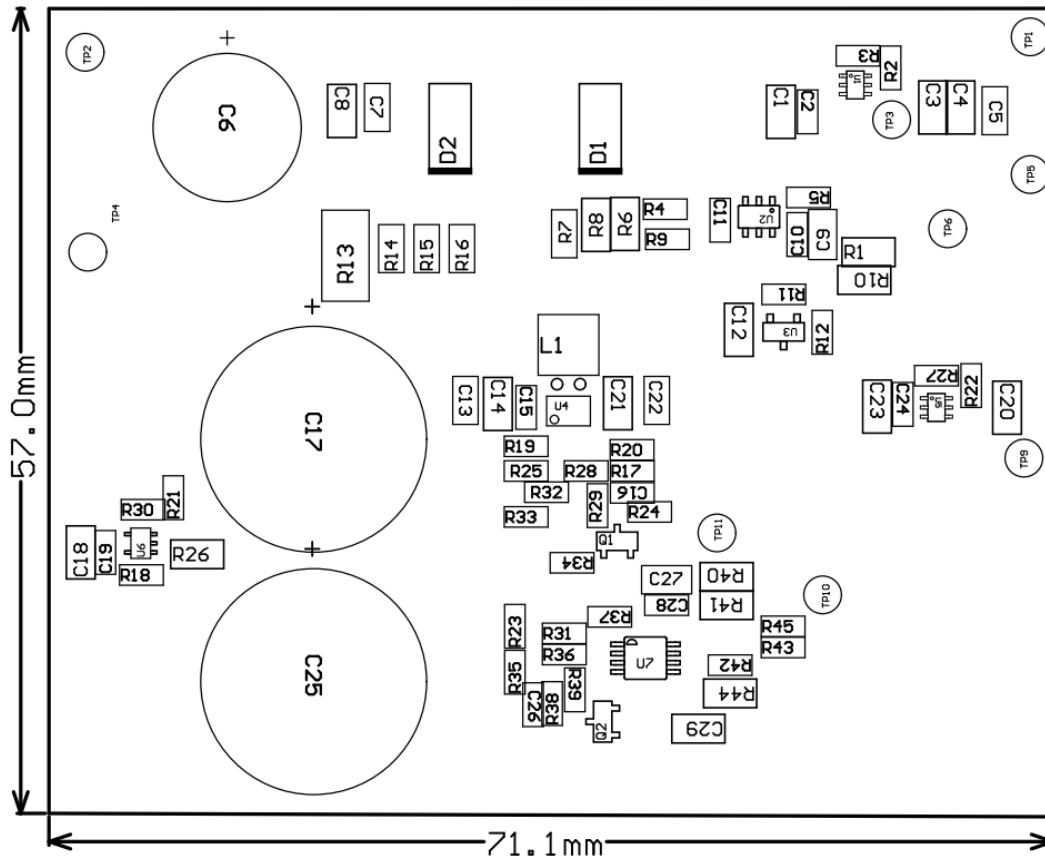 TP2
+
C6
C8
C7
D2
D1
R3
R2
U1
C1
C2
TP3
C3
C4
C5
TP1
TP5
TP4
R13
R14
R15
R16
R7
R8
R6
R4
R9
C11
U2
R5
C10
C9
R1
R10
TP6
+
C17
L1
R11
C12
U3
R12
C13
C14
C15
U4
C21
C22
R27
R22
C23
C24
U5
C20
TP9
R19
R20
R25
R28
R17
R32
R29
C16
R33
R24
Q1
R34
TP11
R21
R30
C18
C19
U6
R18
R26
+
C25
C27
R40
C28
R41
TP10
R23
R37
R31
R36
R45
R43
U7
R35
R39
R42
R44
C26
R38
Q2
C29
57.0mm
71.1mm